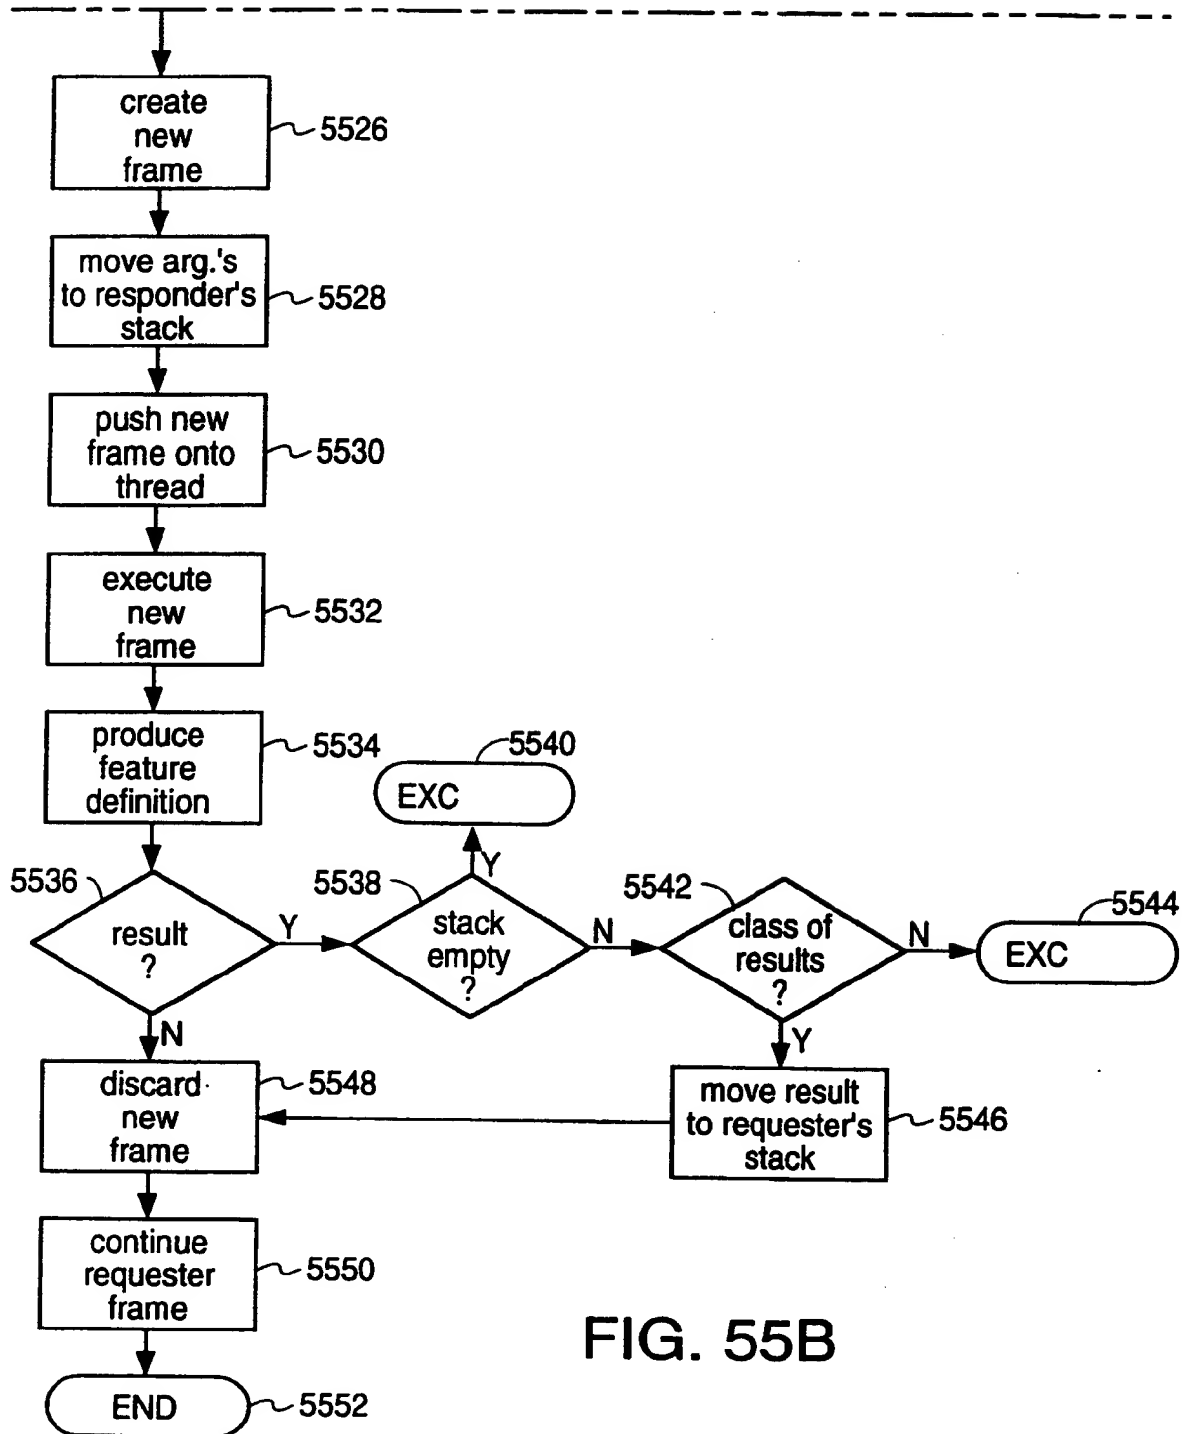 create
new
frame
5526
move arg.'s
to responder's
stack
5528
push new
frame onto
thread
5530
execute
new
frame
5532
produce
feature
definition
5534
5540
EXC
Y
5536
result
?
Y
5538
stack
empty
?
N
5542
class of
results
?
N
5544
EXC
N
Y
discard
new
frame
5548
move result
to requester's
stack
5546
continue
requester
frame
5550
FIG. 55B
END
5552